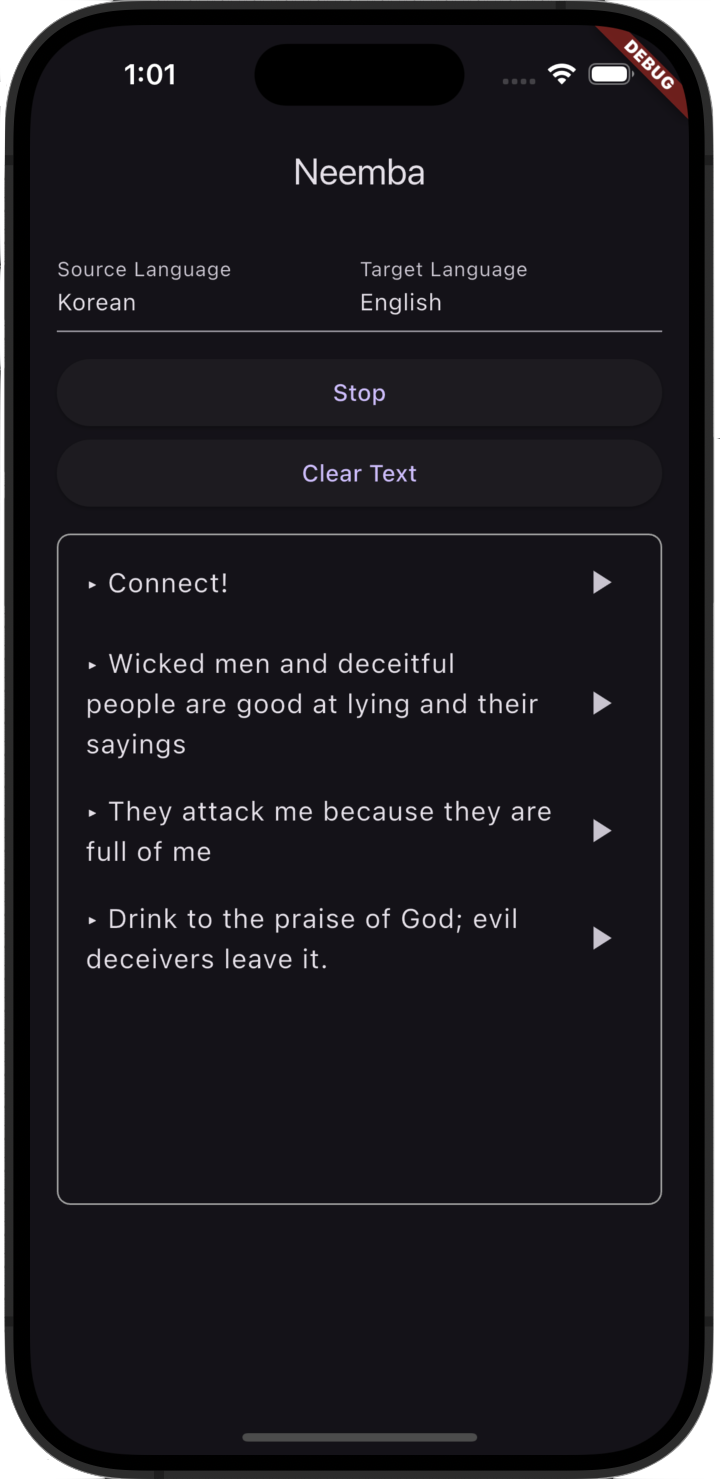 1:01
DEBUG
Neemba
Source Language
Target Language
Korean
English
Stop
Clear Text
▸ Connect!
▸ Wicked men and deceitful
people are good at lying and their
sayings
▸ They attack me because they are
full of me
▸ Drink to the praise of God; evil
deceivers leave it.